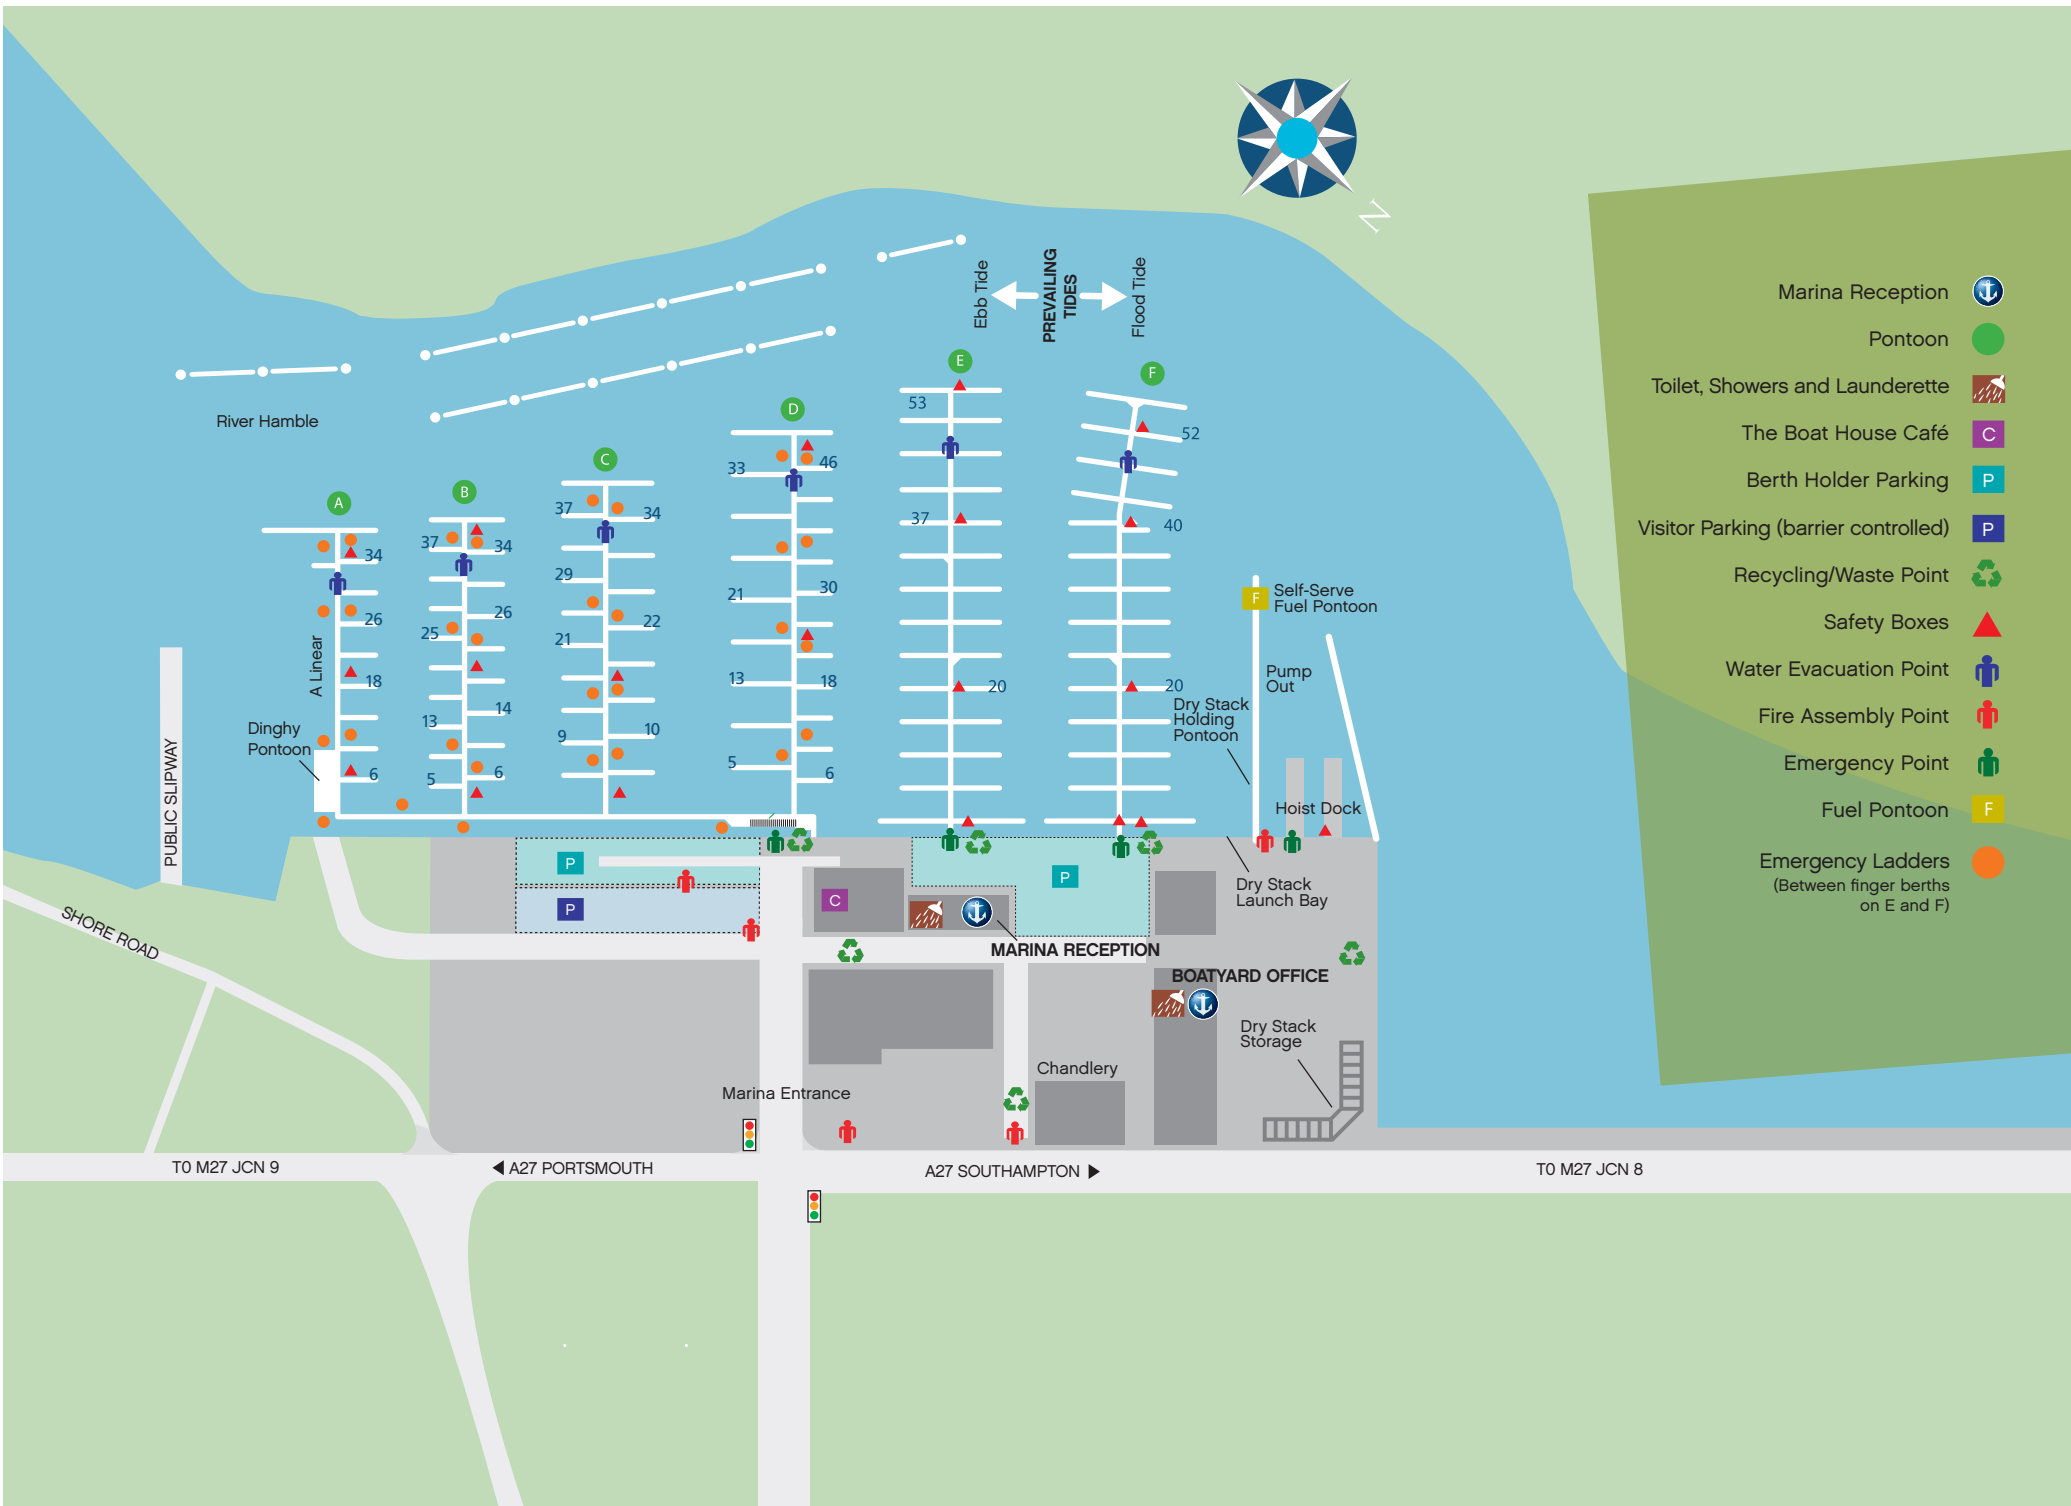 N
Ebb Tide
PREVAILING
TIDES
Flood Tide
River Hamble
A
B
C
D
E
F
34
26
18
6
37
34
26
25
14
13
6
5
37
34
29
22
21
10
9
33
46
30
21
18
13
6
5
53
37
20
52
40
20
A Linear
Dinghy
Pontoon
PUBLIC SLIPWAY
F
Self-Serve
Fuel Pontoon
Pump
Out
Dry Stack
Holding
Pontoon
Hoist Dock
Dry Stack
Launch Bay
P
P
C
P
MARINA RECEPTION
BOATYARD OFFICE
Dry Stack
Storage
Chandlery
Marina Entrance
SHORE ROAD
T0 M27 JCN 9
A27 PORTSMOUTH
A27 SOUTHAMPTON
T0 M27 JCN 8
Marina Reception
Pontoon
Toilet, Showers and Launderette
The Boat House Café C
Berth Holder Parking P
Visitor Parking (barrier controlled) P
Recycling/Waste Point
Safety Boxes
Water Evacuation Point
Fire Assembly Point
Emergency Point
Fuel Pontoon F
Emergency Ladders
(Between finger berths
on E and F)